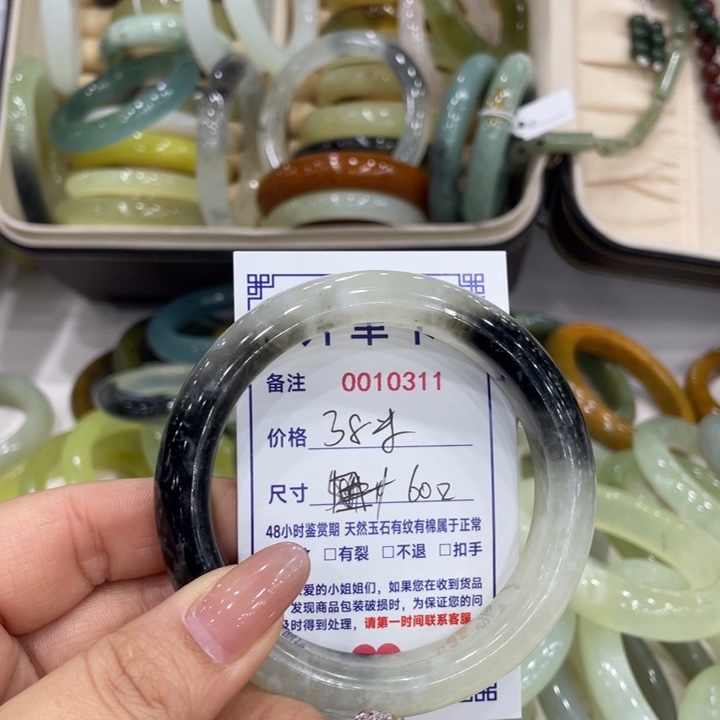 备注 0010311
价格 38
尺寸 60口
48小时鉴赏期 天然玉石有纹有棉属于正常
□有裂 □不退 □扣手
爱的小姐姐们，如果您在收到货品
发现商品包装破损时，为保证您的问
及时得到处理，请第一时间联系客服